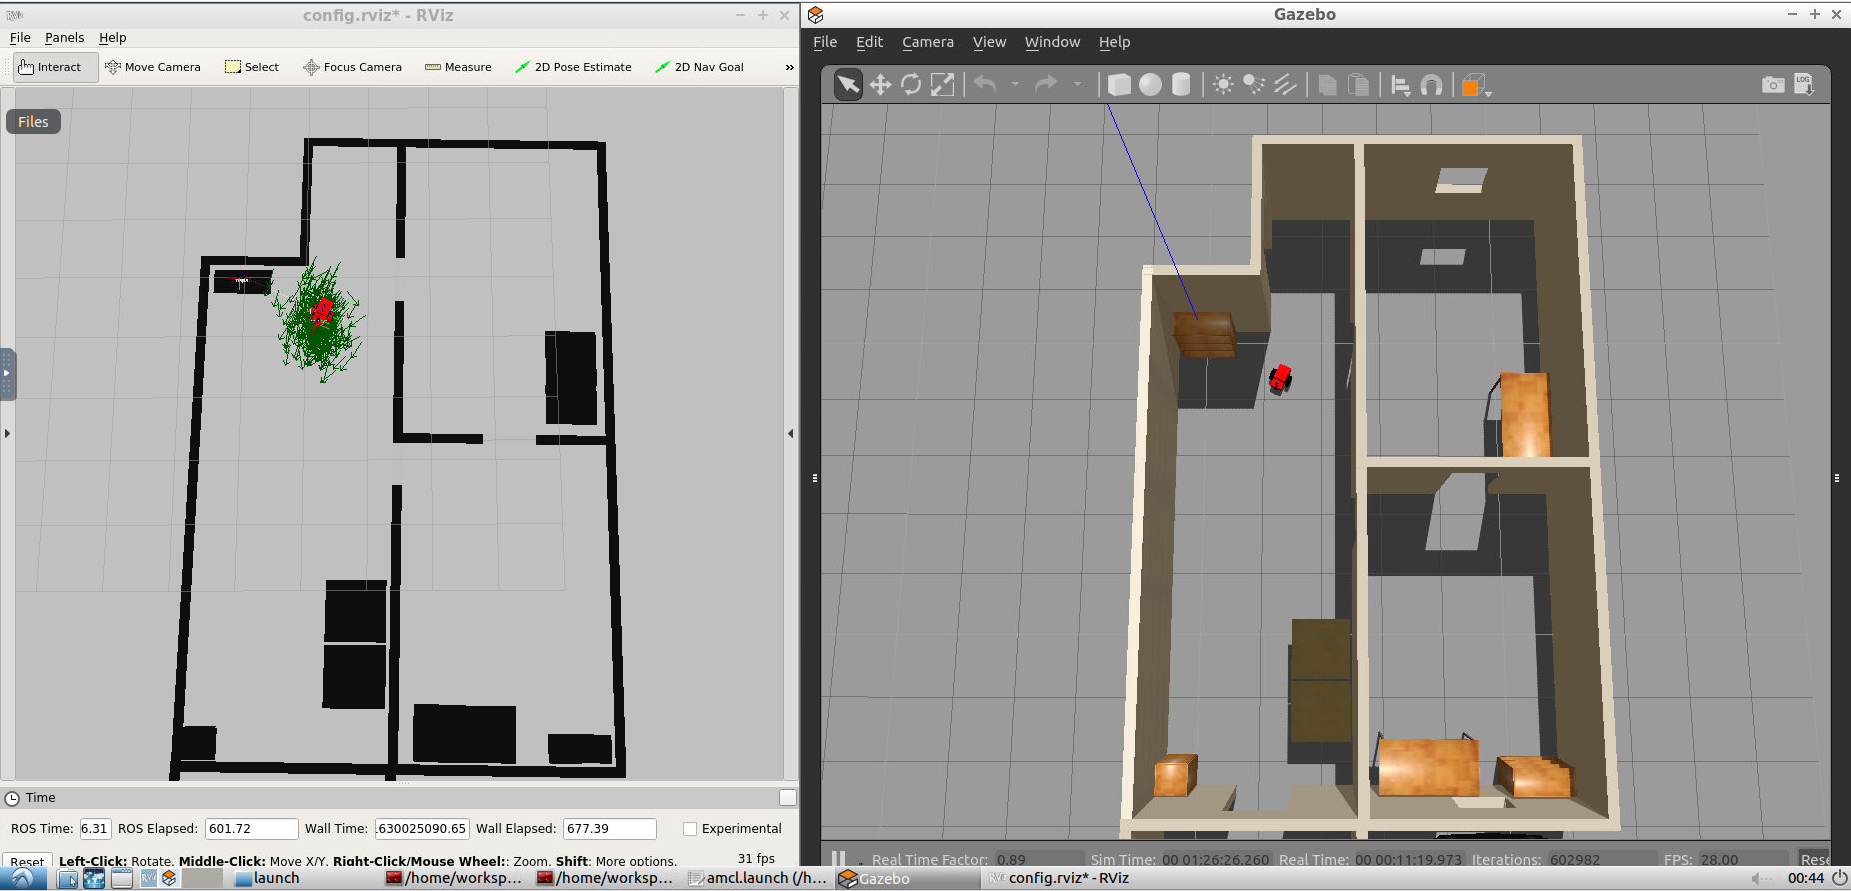 config.rviz* - RViz
File Panels Help
Interact Move Camera Select Focus Camera Measure 2D Pose Estimate 2D Nav Goal »
Files
Time
ROS Time: 6.31 ROS Elapsed: 601.72 Wall Time: .630025090.65 Wall Elapsed: 677.39 Experimental
Reset Left-Click: Rotate. Middle-Click: Move X/Y. Right-Click/Mouse Wheel:: Zoom. Shift: More options. 31 fps
Gazebo
File Edit Camera View Window Help
LOG
Real Time Factor: 0.89 Sim Time: 00 01:26:26.260 Real Time: 00 00:11:19.973 Iterations: 602982 FPS: 28.00 Rese
launch /home/worksp... /home/worksp... amcl.launch (/h... Gazebo config.rviz* - RViz 00:44